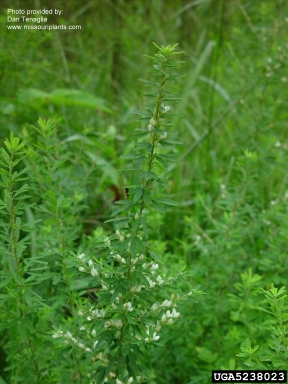 Photo provided by:
Dan Tenaglia
www.missouriplants.com
UGA5238023